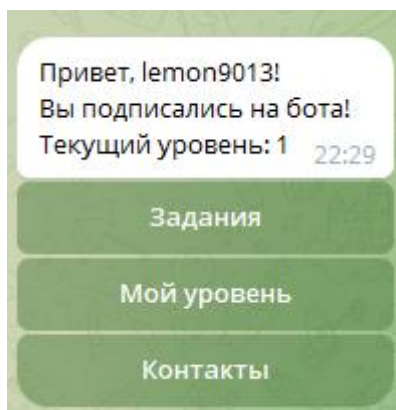 Привет, lemon9013!
Вы подписались на бота!
Текущий уровень: 1
22:29
Задания
Мой уровень
Контакты